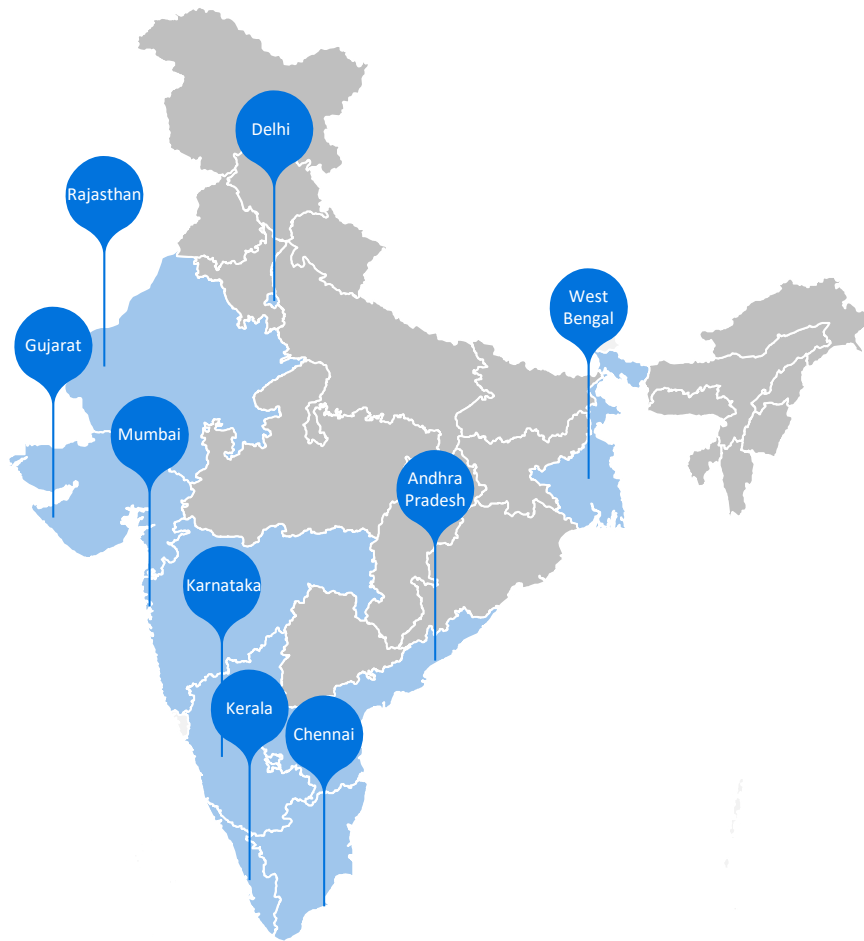 Delhi
Rajasthan
West
Bengal
Gujarat
Mumbai
Andhra
Pradesh
Karnataka
Kerala
Chennai